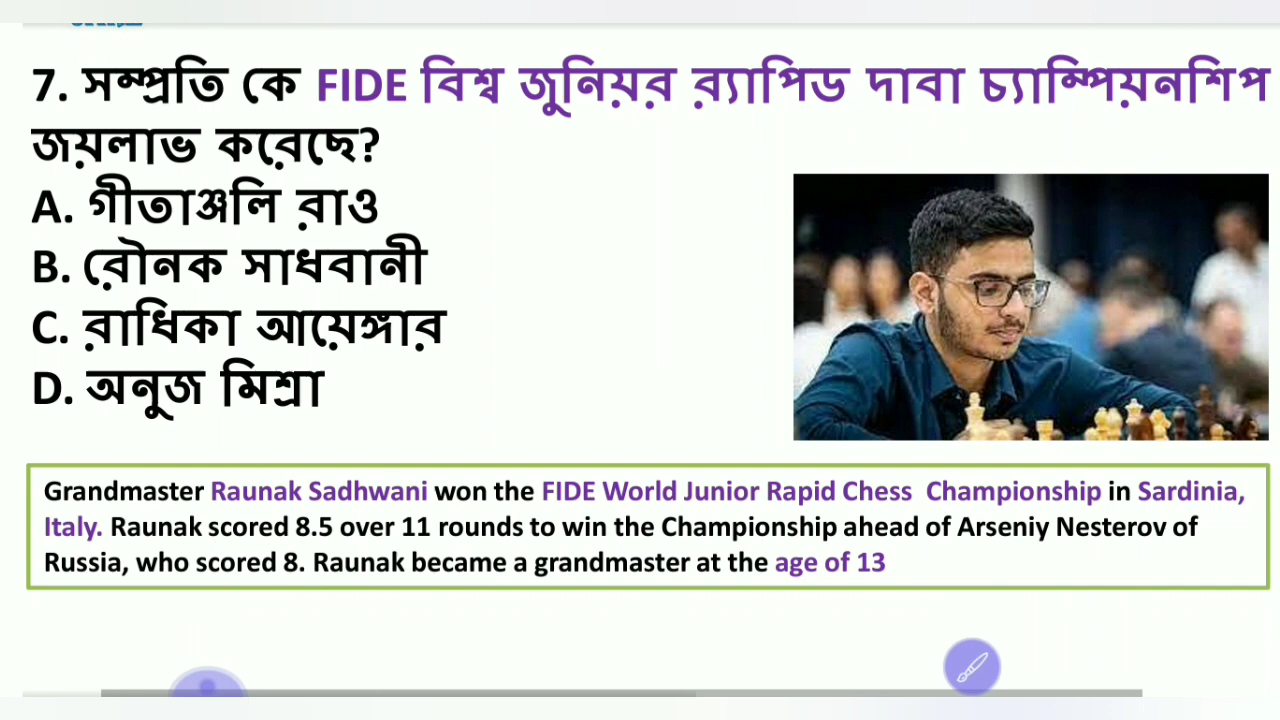 7. সম্প্রতি কে FIDE বিশ্ব জুনিয়র র‍্যাপিড দাবা চ্যাম্পিয়নশিপ
জয়লাভ করেছে?
A. গীতাঞ্জলি রাও
B. রৌনক সাধবানী
C. রাধিকা আয়েঙ্গার
D. অনুজ মিশ্রা
Grandmaster Raunak Sadhwani won the FIDE World Junior Rapid Chess Championship in Sardinia,
Italy. Raunak scored 8.5 over 11 rounds to win the Championship ahead of Arseniy Nesterov of
Russia, who scored 8. Raunak became a grandmaster at the age of 13